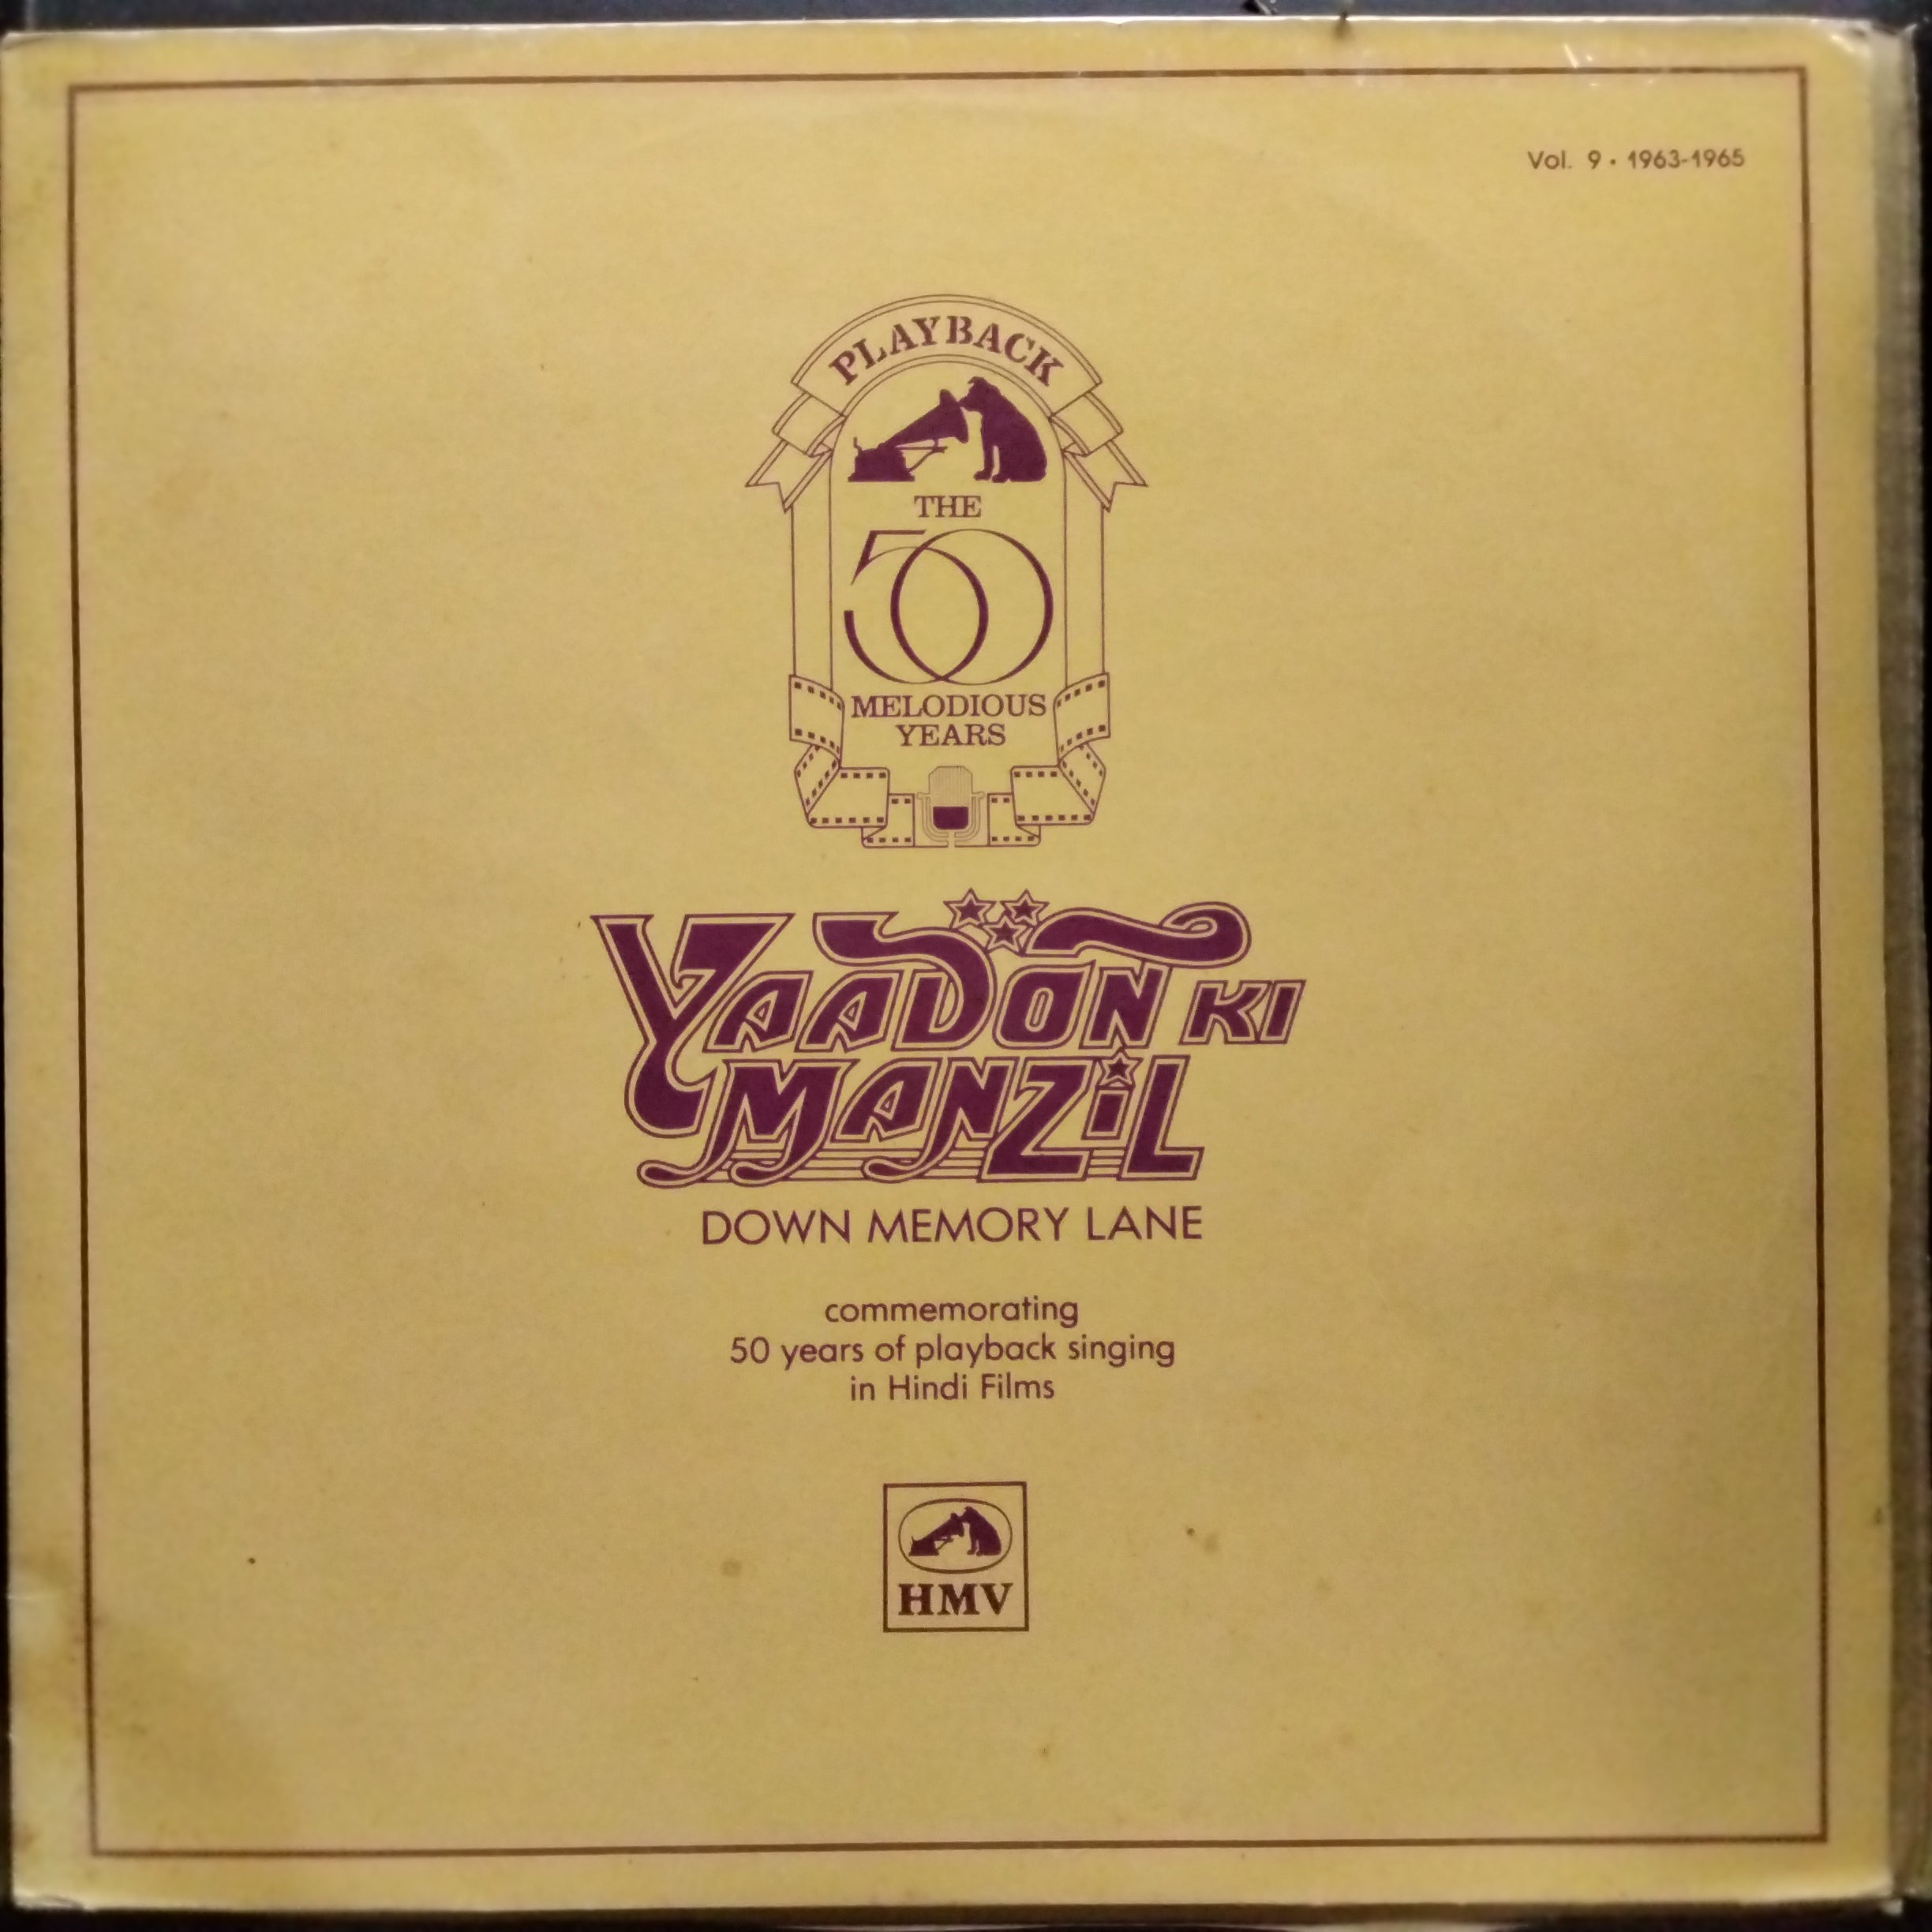 Vol. 9 • 1963-1965
PLAYBACK
THE
50
MELODIOUS
YEARS
YAADON KI
MANZIL
DOWN MEMORY LANE
commemorating
50 years of playback singing
in Hindi Films
HMV